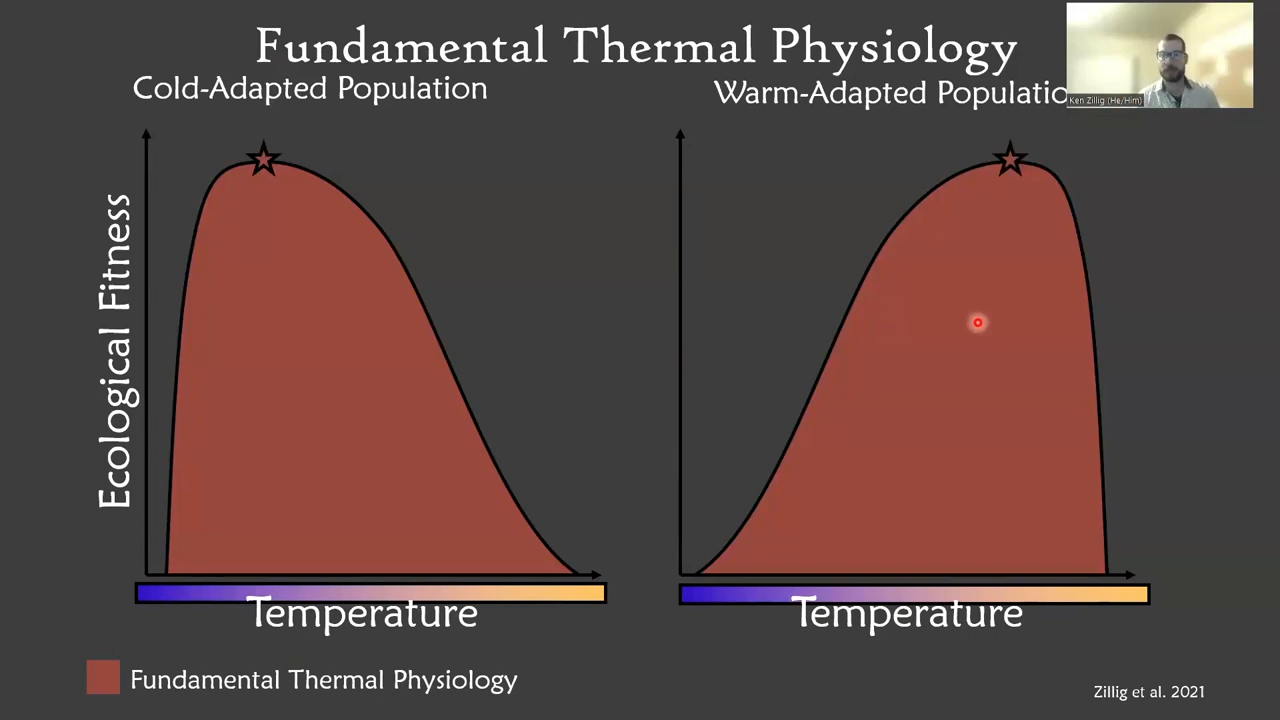 Fundamental Thermal Physiology
Cold-Adapted Population
Warm-Adapted Populatio
Ken Zillig (He/Him)
Ecological Fitness
Temperature
Temperature
Fundamental Thermal Physiology
Zillig et al. 2021